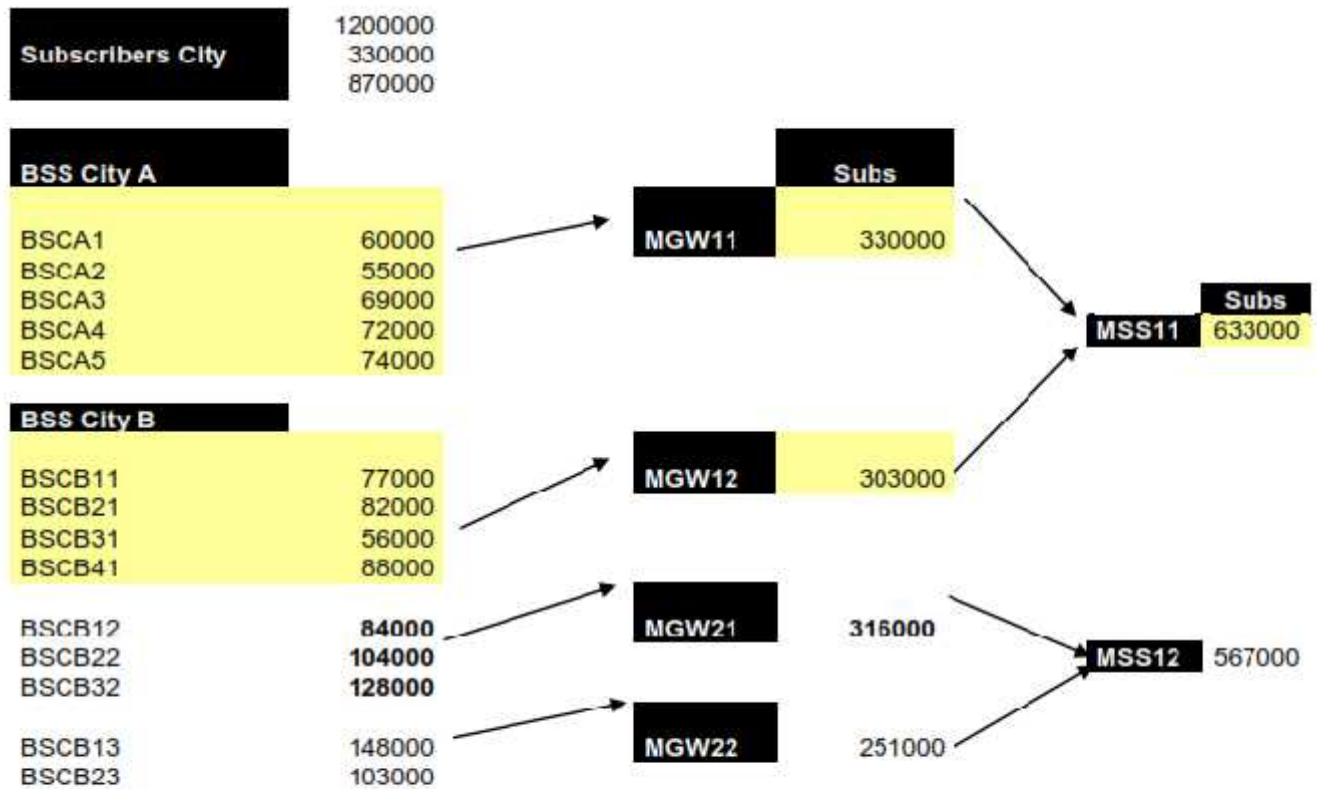 1200000
Subscribers City 330000
870000
BSS City A Subs
BSCA1 60000 MGW11 330000
BSCA2 55000
BSCA3 69000 Subs
BSCA4 72000 MSS11 633000
BSCA5 74000
BSS City B
BSCB11 77000 MGW12 303000
BSCB21 82000
BSCB31 56000
BSCB41 88000
BSCB12 84000 MGW21 316000
BSCB22 104000 MSS12 567000
BSCB32 128000
BSCB13 148000 MGW22 251000
BSCB23 103000